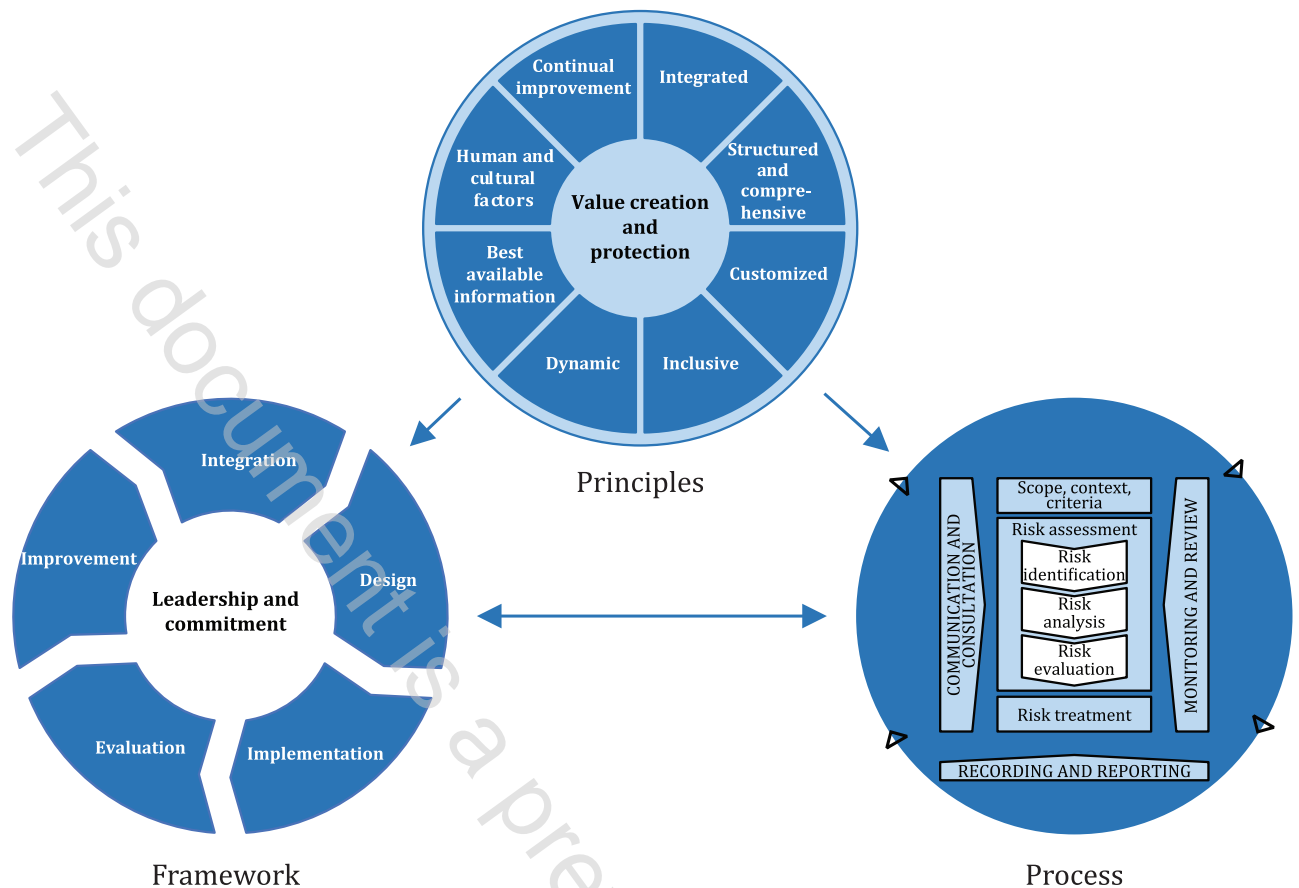 Continual
improvement
Integrated
Structured
and
compre-
hensive
Customized
Inclusive
Dynamic
Best
available
information
Human and
cultural
factors
Value creation
and
protection
Principles
Integration
Design
Implementation
Evaluation
Improvement
Leadership and
commitment
Framework
Scope, context,
criteria
Risk assessment
Risk
identification
Risk
analysis
Risk
evaluation
Risk treatment
COMMUNICATION AND
CONSULTATION
MONITORING AND REVIEW
RECORDING AND REPORTING
Process
This document is a